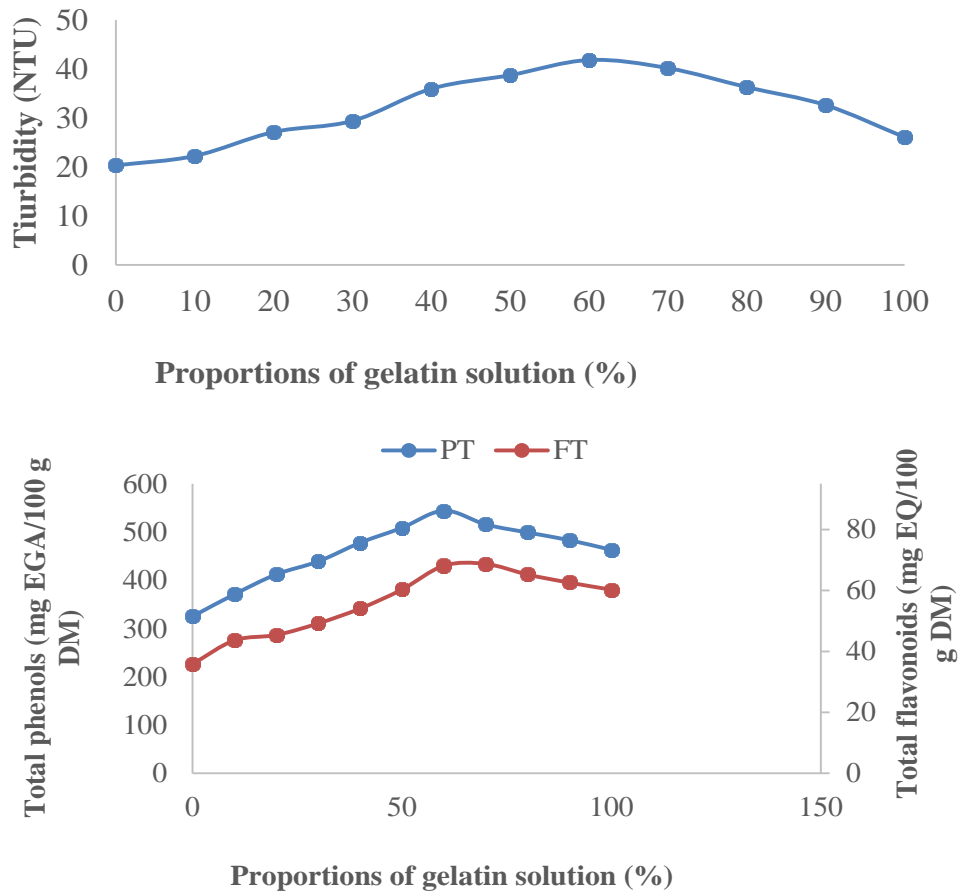 Tiurbidity (NTU)
50
40
30
20
10
0
0 10 20 30 40 50 60 70 80 90 100
Proportions of gelatin solution (%)
PT FT
Total phenols (mg EGA/100 g
DM)
600
500
400
300
200
100
0
80
60
40
20
0
Total flavonoids (mg EQ/100
g DM)
0 50 100 150
Proportions of gelatin solution (%)